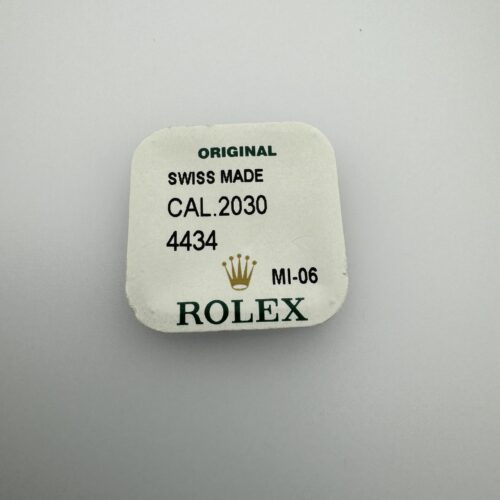 ORIGINAL
SWISS MADE
CAL.2030
4434
MI-06
ROLEX